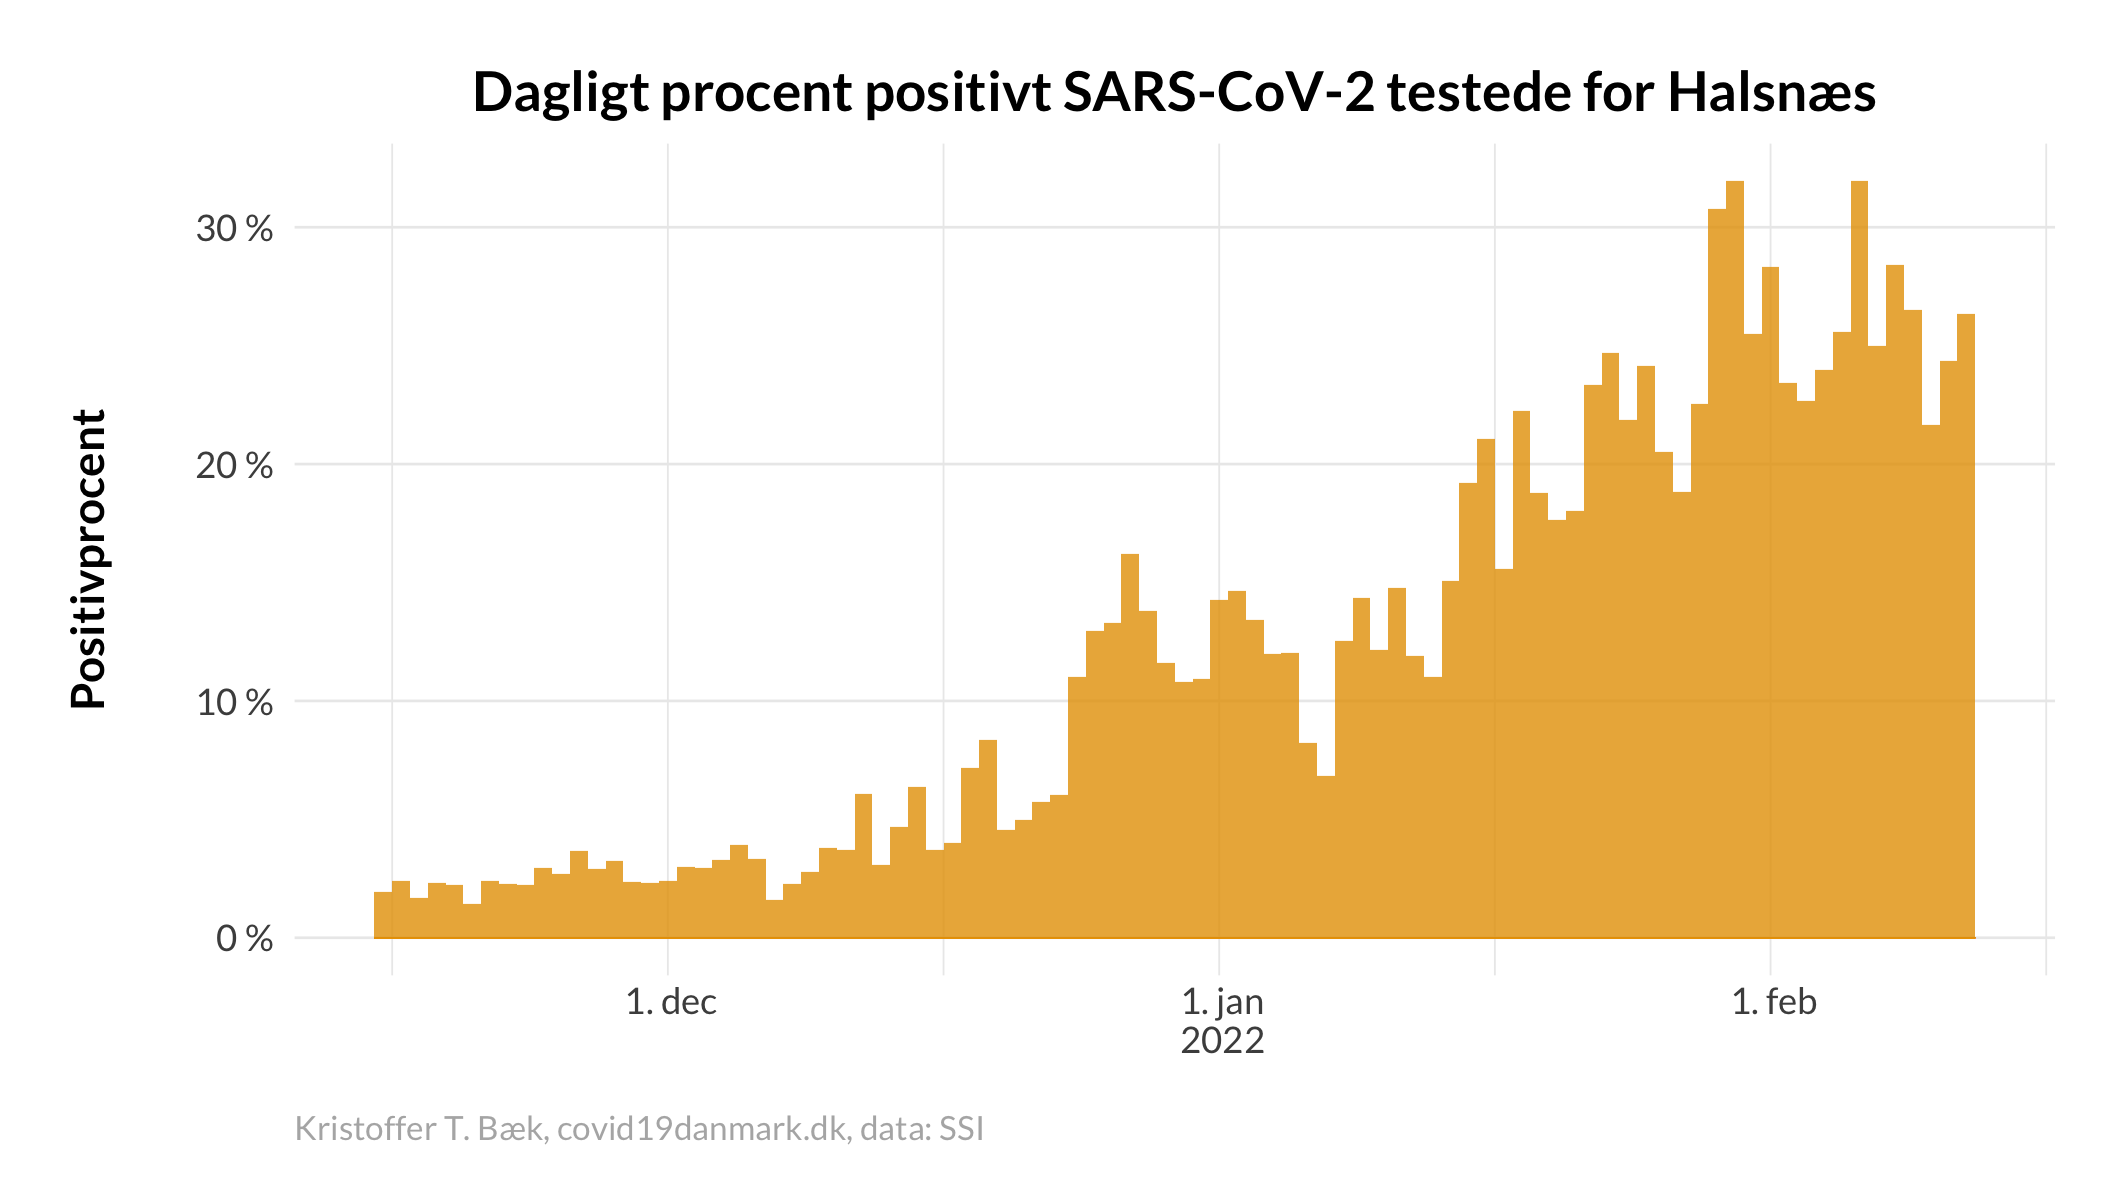 Dagligt procent positivt SARS-CoV-2 testede for Halsnæs
Positivprocent
30 %
20 %
10 %
0 %
1. dec
1. jan
2022
1. feb
Kristoffer T. Bæk, covid19danmark.dk, data: SSI